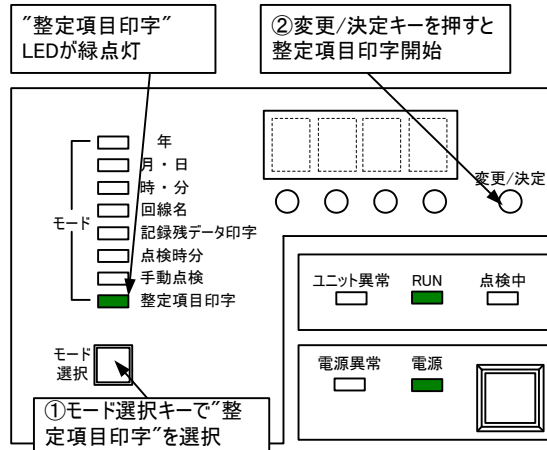 ”整定項目印字”
LEDが緑点灯
②変更/決定キーを押すと
整定項目印字開始
年
月・日
時・分
回線名
記録残データ印字
点検時分
手動点検
整定項目印字
モード
変更/決定
ユニット異常 RUN 点検中
電源異常 電源
モード
選択
①モード選択キーで”整
定項目印字”を選択